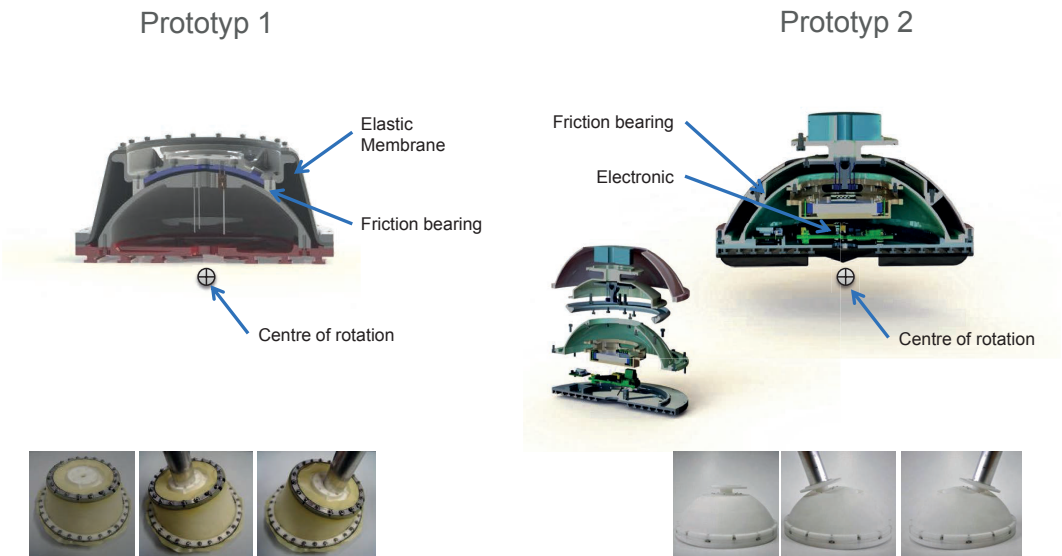 Prototyp 1
Elastic
Membrane
Friction bearing
Centre of rotation
Prototyp 2
Friction bearing
Electronic
Centre of rotation